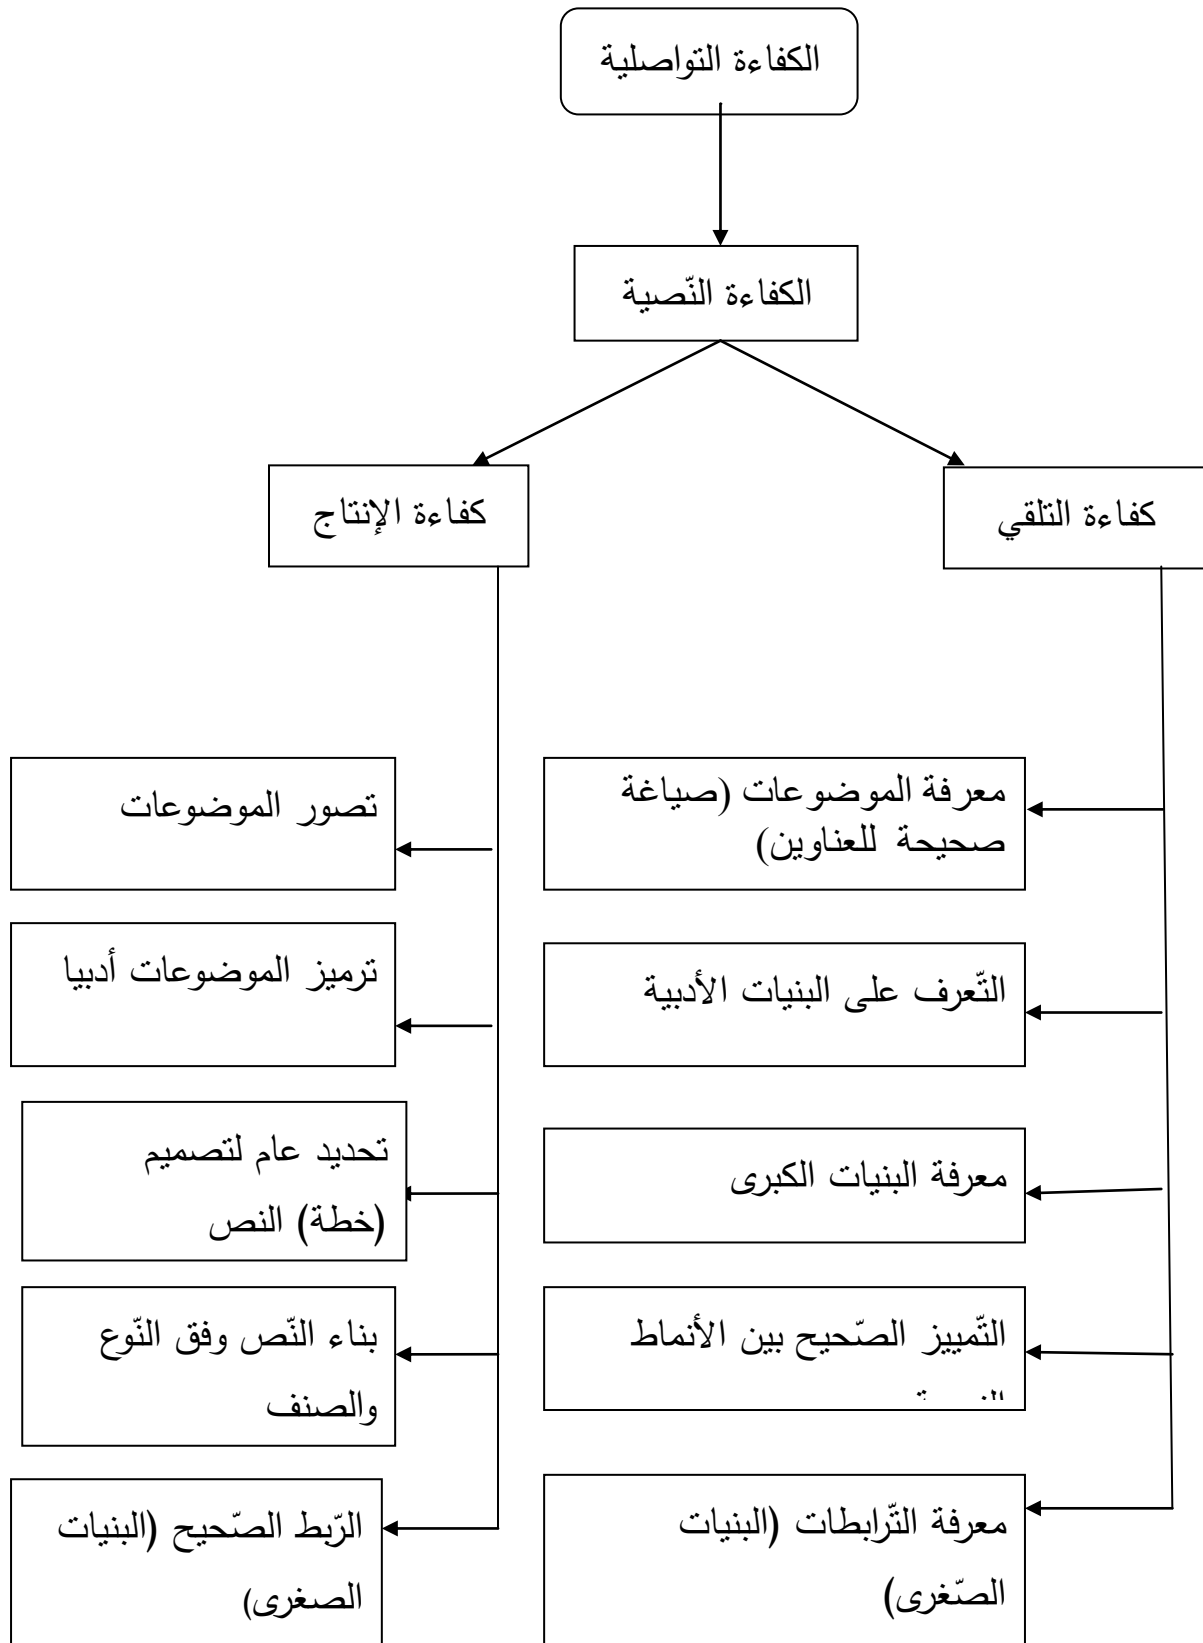 الكفاءة التواصلية
الكفاءة النّصية
كفاءة التلقي
كفاءة الإنتاج
معرفة الموضوعات (صياغة
صحيحة للعناوين)
تصور الموضوعات
التّعرف على البنيات الأدبية
ترميز الموضوعات أدبيا
معرفة البنيات الكبرى
تحديد عام لتصميم
(خطة) النص
التّمييز الصّحيح بين الأنماط
بناء النّص وفق النّوع
والصنف
معرفة التّرابطات (البنيات
الصّغرى)
الرّبط الصّحيح (البنيات
الصغرى)